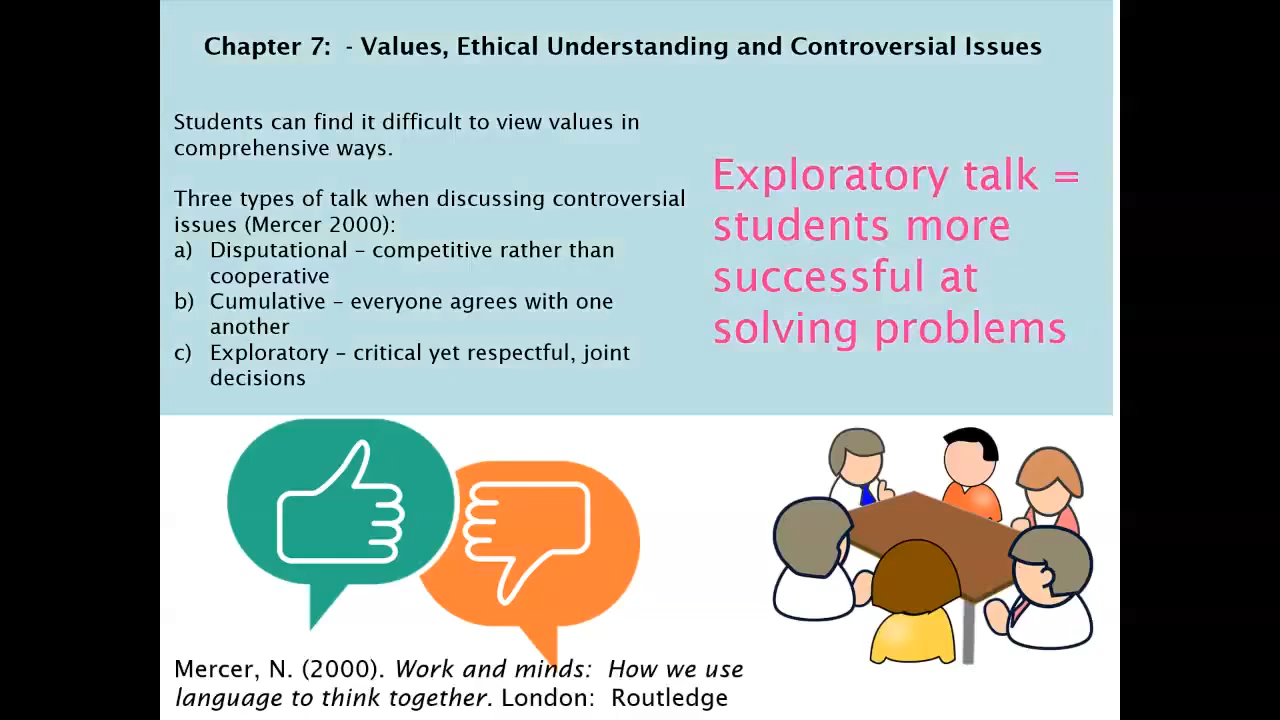 Chapter 7:  - Values, Ethical Understanding and Controversial Issues
Students can find it difficult to view values in
comprehensive ways.
Three types of talk when discussing controversial
issues (Mercer 2000):
a) Disputational – competitive rather than
cooperative
b) Cumulative – everyone agrees with one
another
c) Exploratory – critical yet respectful, joint
decisions
Exploratory talk =
students more
successful at
solving problems
Mercer, N. (2000). Work and minds:  How we use
language to think together. London:  Routledge